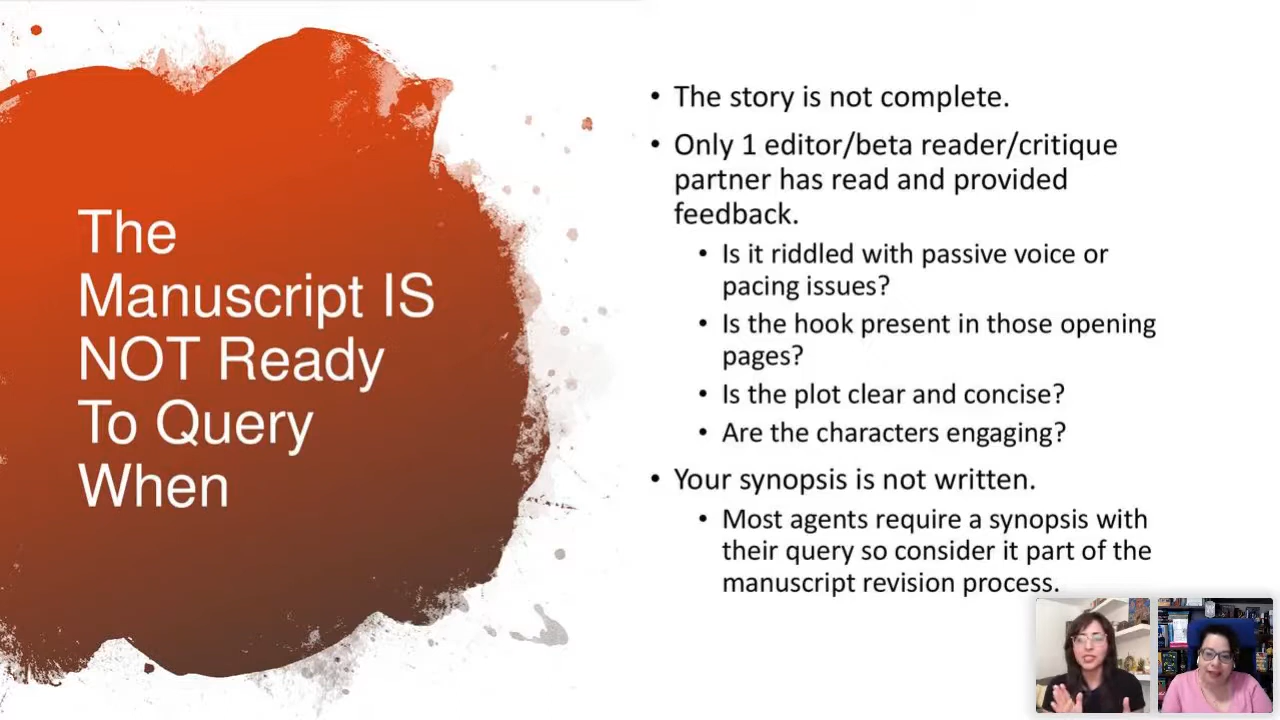 The
Manuscript IS
NOT Ready
To Query
When
• The story is not complete.
• Only 1 editor/beta reader/critique
partner has read and provided
feedback.
• Is it riddled with passive voice or
pacing issues?
• Is the hook present in those opening
pages?
• Is the plot clear and concise?
• Are the characters engaging?
• Your synopsis is not written.
• Most agents require a synopsis with
their query so consider it part of the
manuscript revision process.